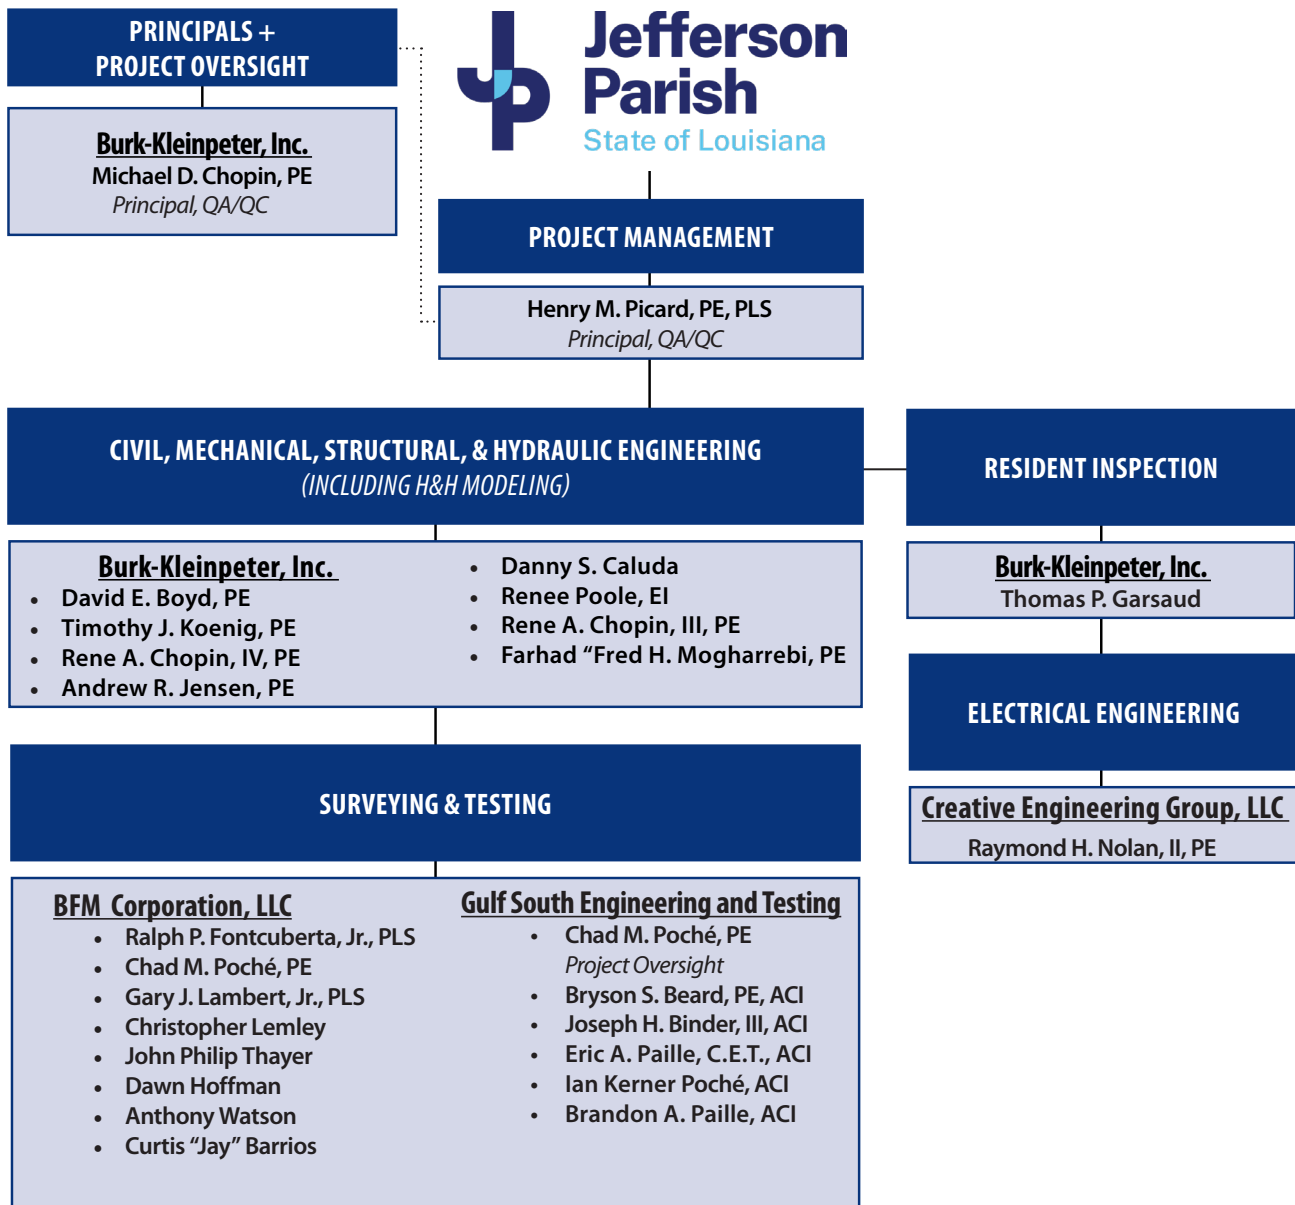 PRINCIPALS +
PROJECT OVERSIGHT
Burk-Kleinpeter, Inc.
Michael D. Chopin, PE
Principal, QA/QC
JP
Jefferson
Parish
State of Louisiana
PROJECT MANAGEMENT
Henry M. Picard, PE, PLS
Principal, QA/QC
CIVIL, MECHANICAL, STRUCTURAL, & HYDRAULIC ENGINEERING
(INCLUDING H&H MODELING)
Burk-Kleinpeter, Inc.
• David E. Boyd, PE
• Timothy J. Koenig, PE
• Rene A. Chopin, IV, PE
• Andrew R. Jensen, PE
• Danny S. Caluda
• Renee Poole, EI
• Rene A. Chopin, III, PE
• Farhad “Fred H. Mogharrebi, PE
RESIDENT INSPECTION
Burk-Kleinpeter, Inc.
Thomas P. Garsaud
ELECTRICAL ENGINEERING
Creative Engineering Group, LLC
Raymond H. Nolan, II, PE
SURVEYING & TESTING
BFM Corporation, LLC
• Ralph P. Fontcuberta, Jr., PLS
• Chad M. Poché, PE
• Gary J. Lambert, Jr., PLS
• Christopher Lemley
• John Philip Thayer
• Dawn Hoffman
• Anthony Watson
• Curtis “Jay” Barrios
Gulf South Engineering and Testing
• Chad M. Poché, PE
Project Oversight
• Bryson S. Beard, PE, ACI
• Joseph H. Binder, III, ACI
• Eric A. Paille, C.E.T., ACI
• Ian Kerner Poché, ACI
• Brandon A. Paille, ACI